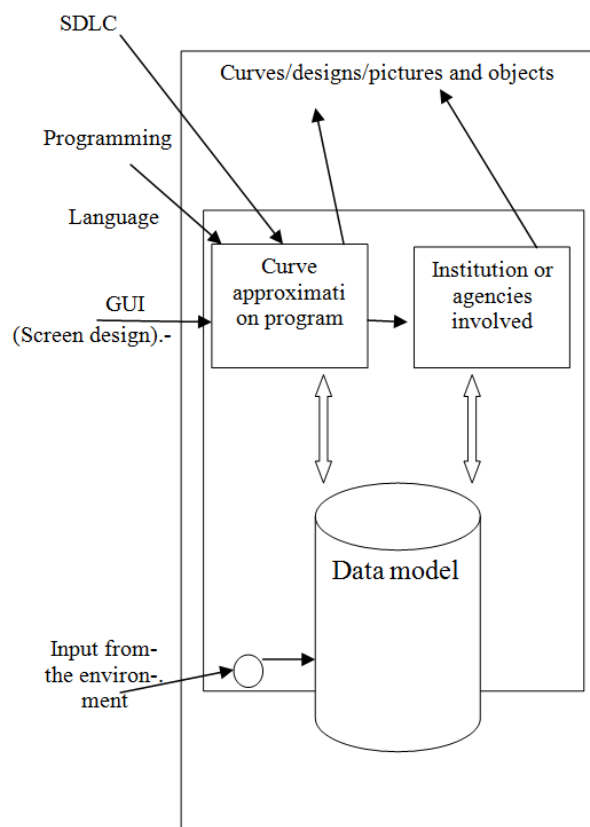 SDLC
Curves/designs/pictures and objects
Programming
Language
Curve
approximati
on program
Institution or
agencies
involved
GUI
(Screen design).-
Data model
Input from-
the environ-.
ment